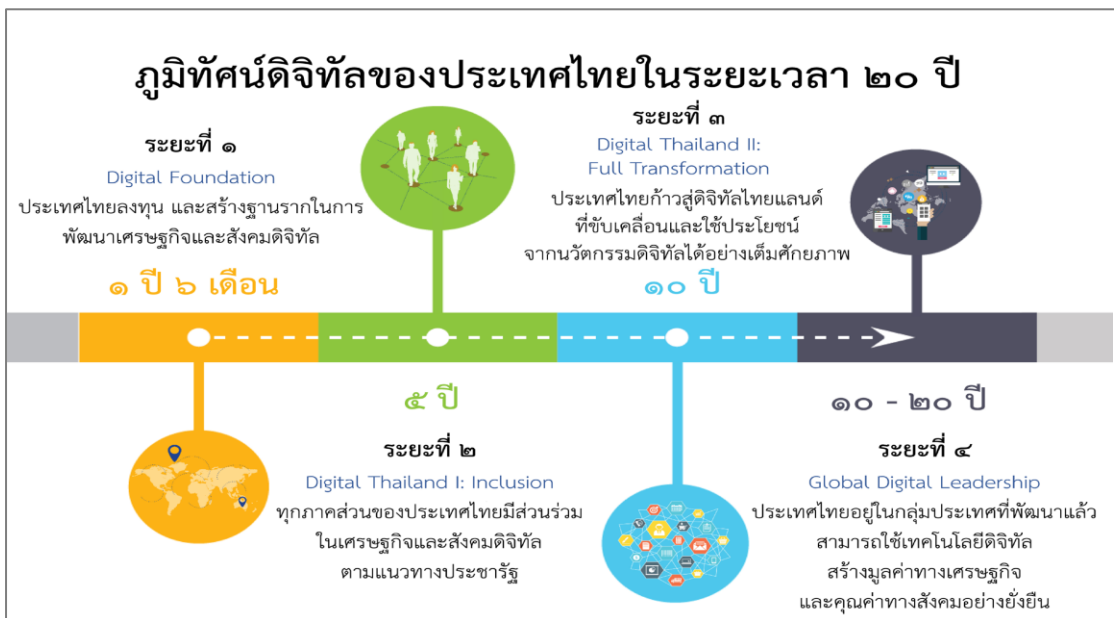 ภูมิทัศน์ดิจิทัลของประเทศไทยในระยะเวลา ๒๐ ปี
ระยะที่ ๑
Digital Foundation
ประเทศไทยลงทุน และสร้างฐานรากในการ
พัฒนาเศรษฐกิจและสังคมดิจิทัล
๑ ปี ๖ เดือน
๕ ปี
ระยะที่ ๒
Digital Thailand I: Inclusion
ทุกภาคส่วนของประเทศไทยมีส่วนร่วม
ในเศรษฐกิจและสังคมดิจิทัล
ตามแนวทางประชารัฐ
ระยะที่ ๓
Digital Thailand II:
Full Transformation
ประเทศไทยก้าวสู่ดิจิทัลไทยแลนด์
ที่ขับเคลื่อนและใช้ประโยชน์
จากนวัตกรรมดิจิทัลได้อย่างเต็มศักยภาพ
๑๐ ปี
๑๐ - ๒๐ ปี
ระยะที่ ๔
Global Digital Leadership
ประเทศไทยอยู่ในกลุ่มประเทศที่พัฒนาแล้ว
สามารถใช้เทคโนโลยีดิจิทัล
สร้างมูลค่าทางเศรษฐกิจ
และคุณค่าทางสังคมอย่างยั่งยืน